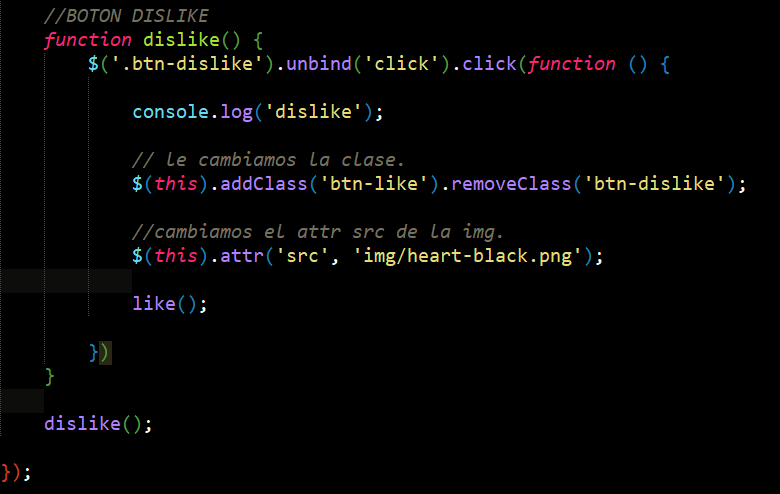 //BOTON DISLIKE
function dislike() {
$('.btn-dislike').unbind('click').click(function () {
console.log('dislike');
// le cambiamos la clase.
$(this).addClass('btn-like').removeClass('btn-dislike');
//cambiamos el attr src de la img.
$(this).attr('src', 'img/heart-black.png');
like();
})
}
dislike();
});